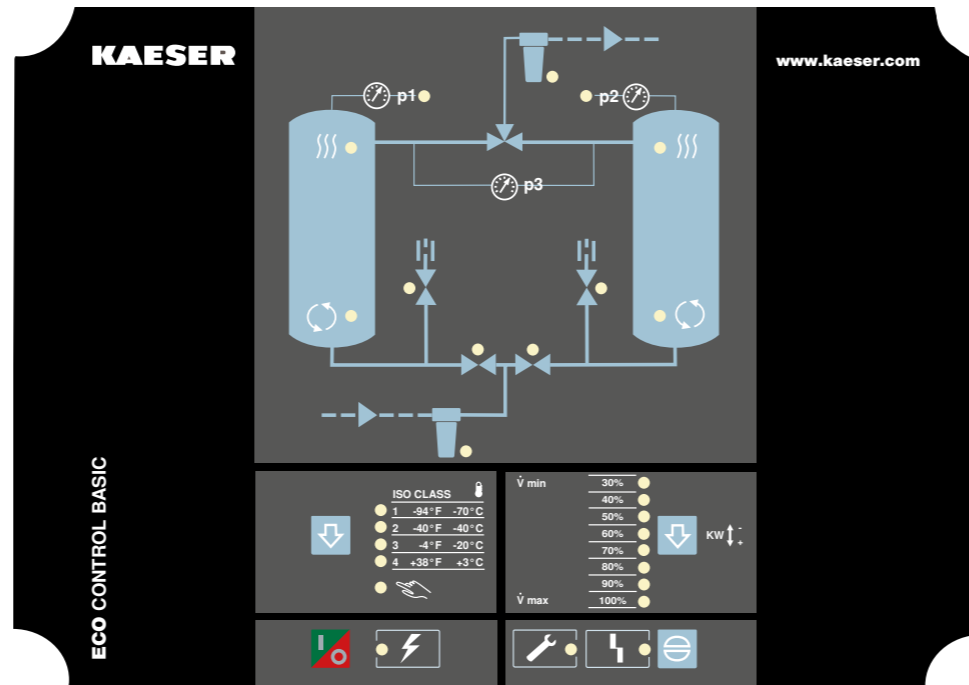 KAESER
www.kaeser.com
p1
p2
p3
ECO CONTROL BASIC
ISO CLASS
1 -94°F -70°C
2 -40°F -40°C
3 -4°F -20°C
4 +38°F +3°C
V̇ min 30%
40%
50%
60%
70%
80%
90%
V̇ max 100%
KW - +
I O